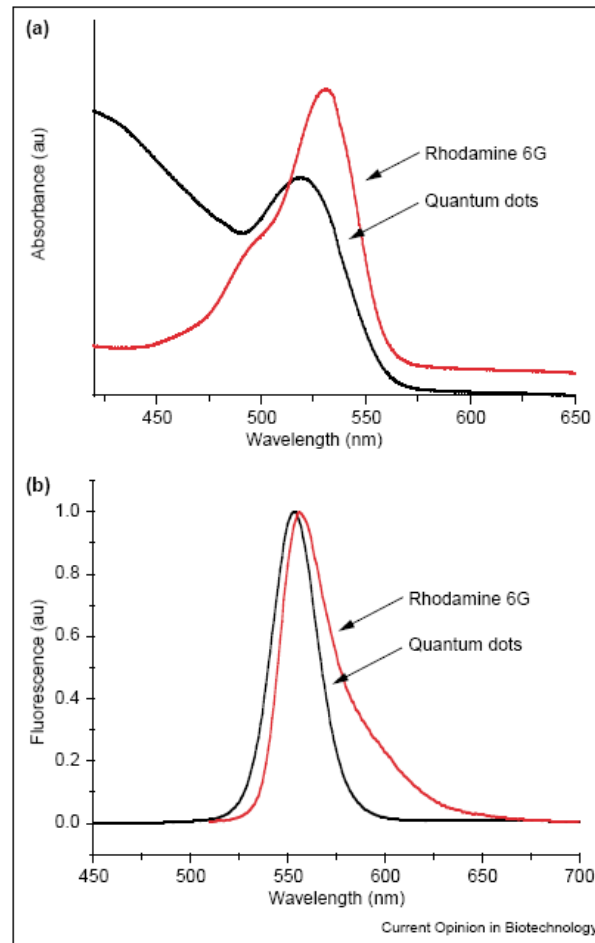 (a)
Absorbance (au)
Rhodamine 6G
Quantum dots
450 500 550 600 650
Wavelength (nm)
(b)
1.0
0.8
0.6
0.4
0.2
0.0
Fluorescence (au)
Rhodamine 6G
Quantum dots
450 500 550 600 650 700
Wavelength (nm)
Current Opinion in Biotechnology